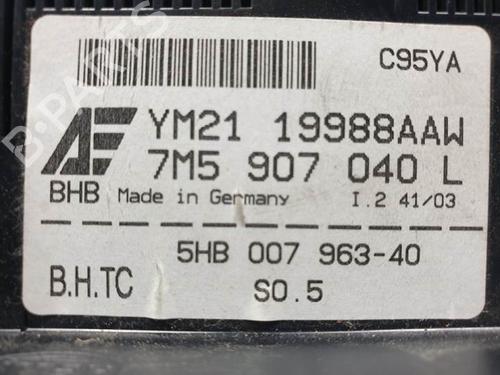 C95YA
YM21 19988AAW
7M5 907 040 L
BHB Made in Germany I.2 41/03
5HB 007 963-40
B.H.TC S0.5
B-PARTS